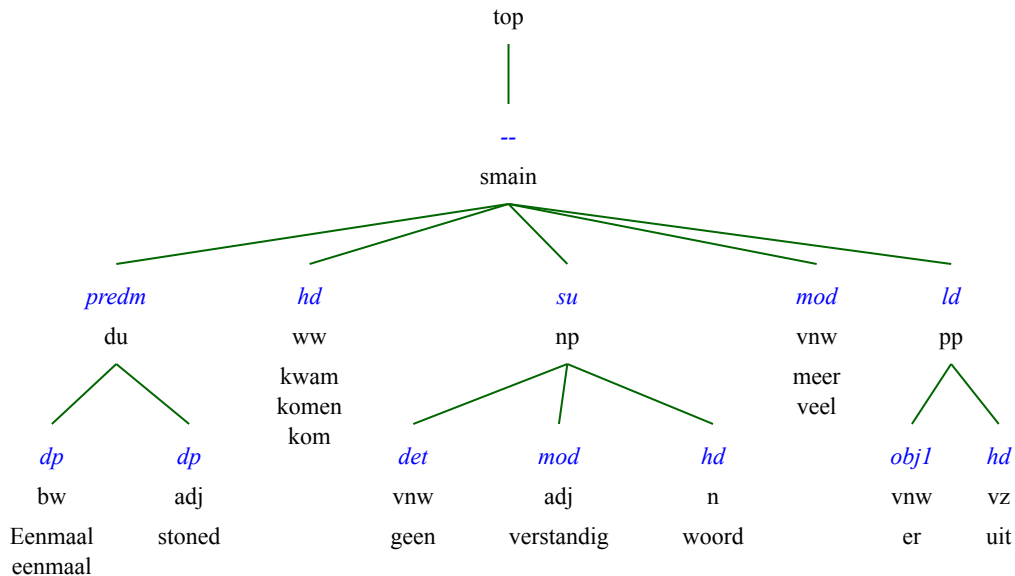 top
--
smain
predm hd su mod ld
du ww np vnw pp
kwam meer
komen veel
kom
dp dp det mod hd obj1 hd
bw adj vnw adj n vnw vz
Eenmaal stoned geen verstandig woord er uit
eenmaal